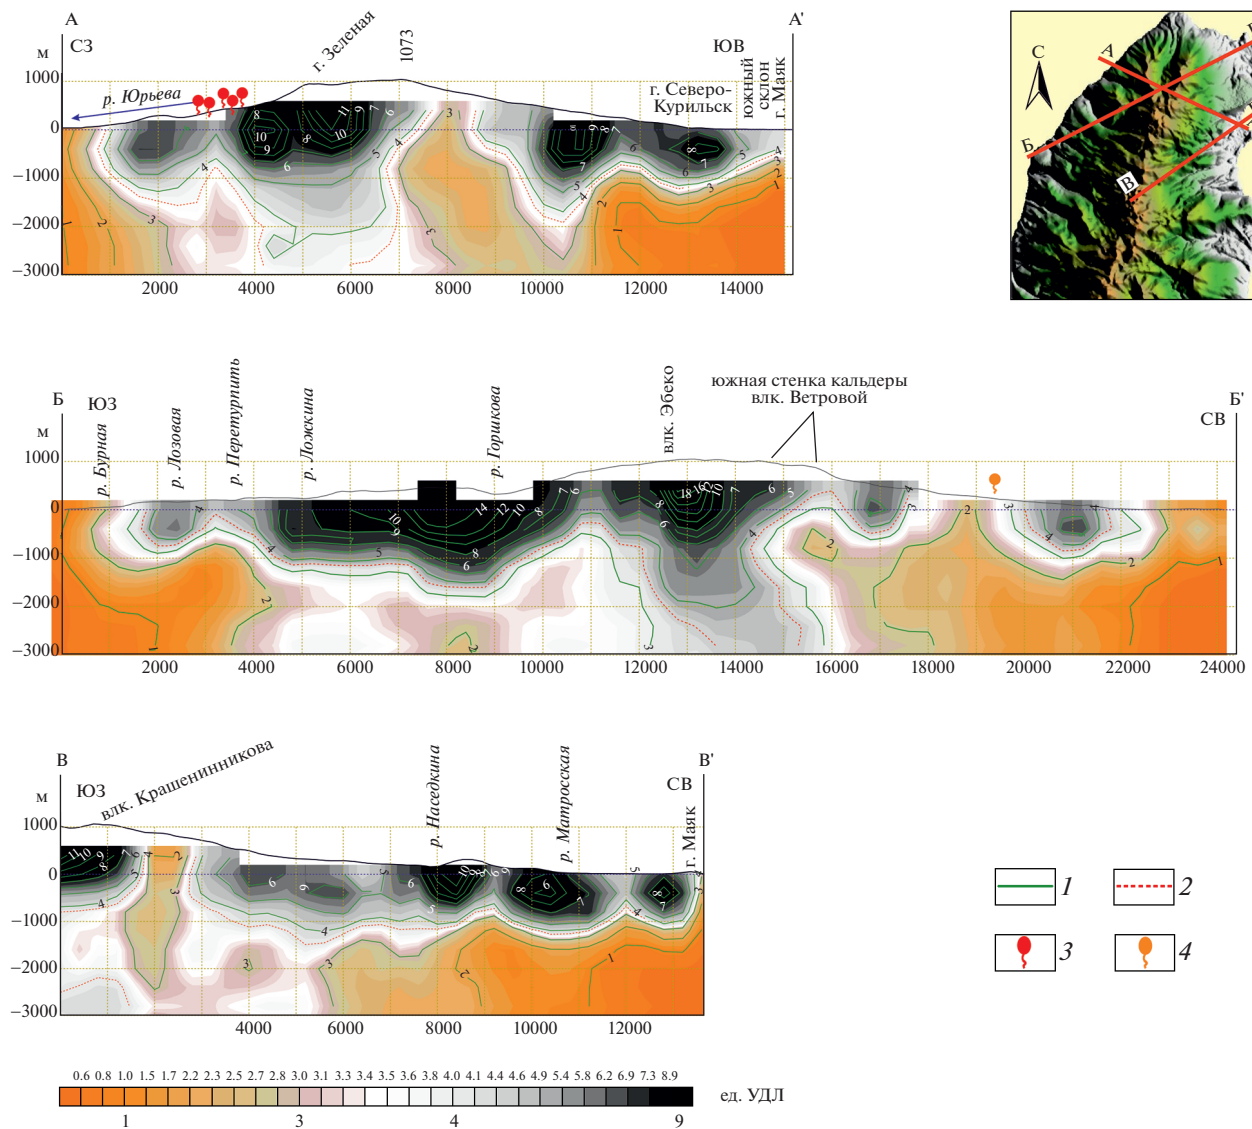 А
А'
СЗ
ЮВ
м
1000
0
−1000
−2000
−3000
р. Юрьева
г. Зеленая
1073
г. Северо-
Курильск
южный
склон
г. Маяк
2000 4000 6000 8000 10000 12000 14000
С
А
Б
В
Б
Б'
ЮЗ
СВ
м
1000
0
−1000
−2000
−3000
р. Бурная
р. Лозовая
р. Перетурпить
р. Ложкина
р. Горшкова
влк. Эбеко
южная стенка кальдеры
влк. Ветровой
2000 4000 6000 8000 10000 12000 14000 16000 18000 20000 22000 24000
В
В'
ЮЗ
СВ
м
1000
0
−1000
−2000
−3000
влк. Крашенинникова
р. Наседкина
р. Матросская
г. Маяк
4000 6000 8000 10000 12000
1
2
3
4
0.6 0.8 1.0 1.5 1.7 2.2 2.3 2.5 2.7 2.8 3.0 3.1 3.3 3.4 3.5 3.6 3.8 4.0 4.1 4.4 4.6 4.9 5.4 5.8 6.2 6.9 7.3 8.9
1 3 4 9
ед. УДЛ